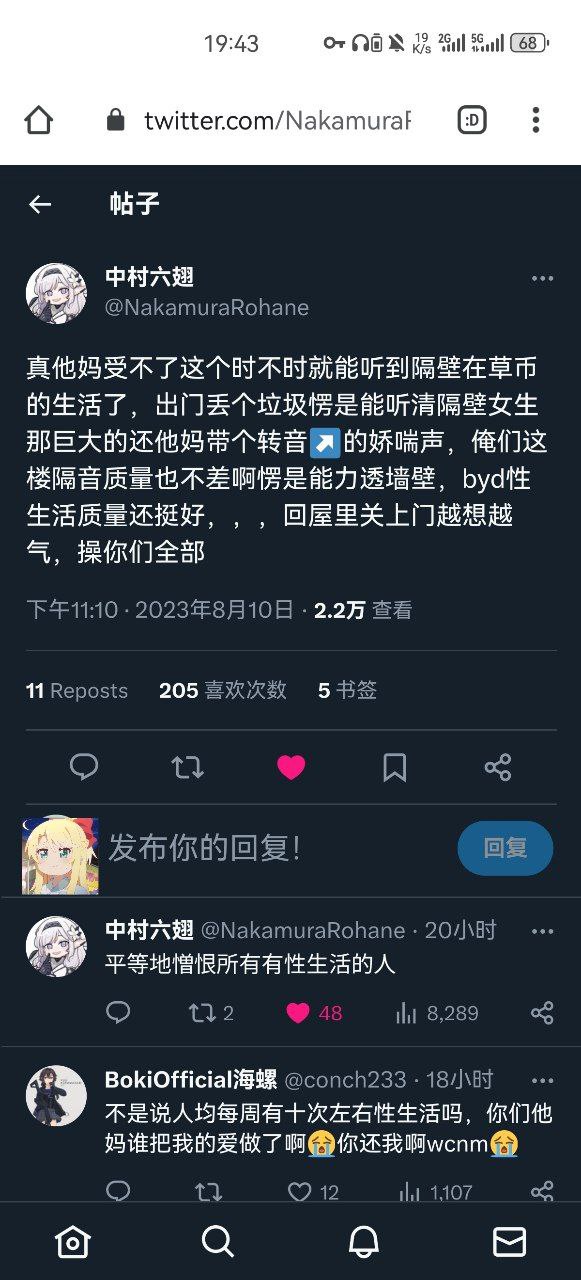 19:43
19
K/s
2G
5G
68
twitter.com/NakamuraR
:D
帖子
中村六翅
@NakamuraRohane
真他妈受不了这个时不时就能听到隔壁在草币
的生活了，出门丢个垃圾愣是能听清隔壁女生
那巨大的还他妈带个转音↗️的娇喘声，俺们这
楼隔音质量也不差啊愣是能力透墙壁，byd性
生活质量还挺好，，，回屋里关上门越想越
气，操你们全部
下午11:10 · 2023年8月10日 · 2.2万 查看
11 Reposts 205 喜欢次数 5 书签
发布你的回复！
回复
中村六翅 @NakamuraRohane · 20小时
平等地憎恨所有有性生活的人
2 48 8,289
BokiOfficial海螺 @conch233 · 18小时
不是说人均每周有十次左右性生活吗，你们他
妈谁把我的爱做了啊😭你还我啊wcnm😭
12 1,107